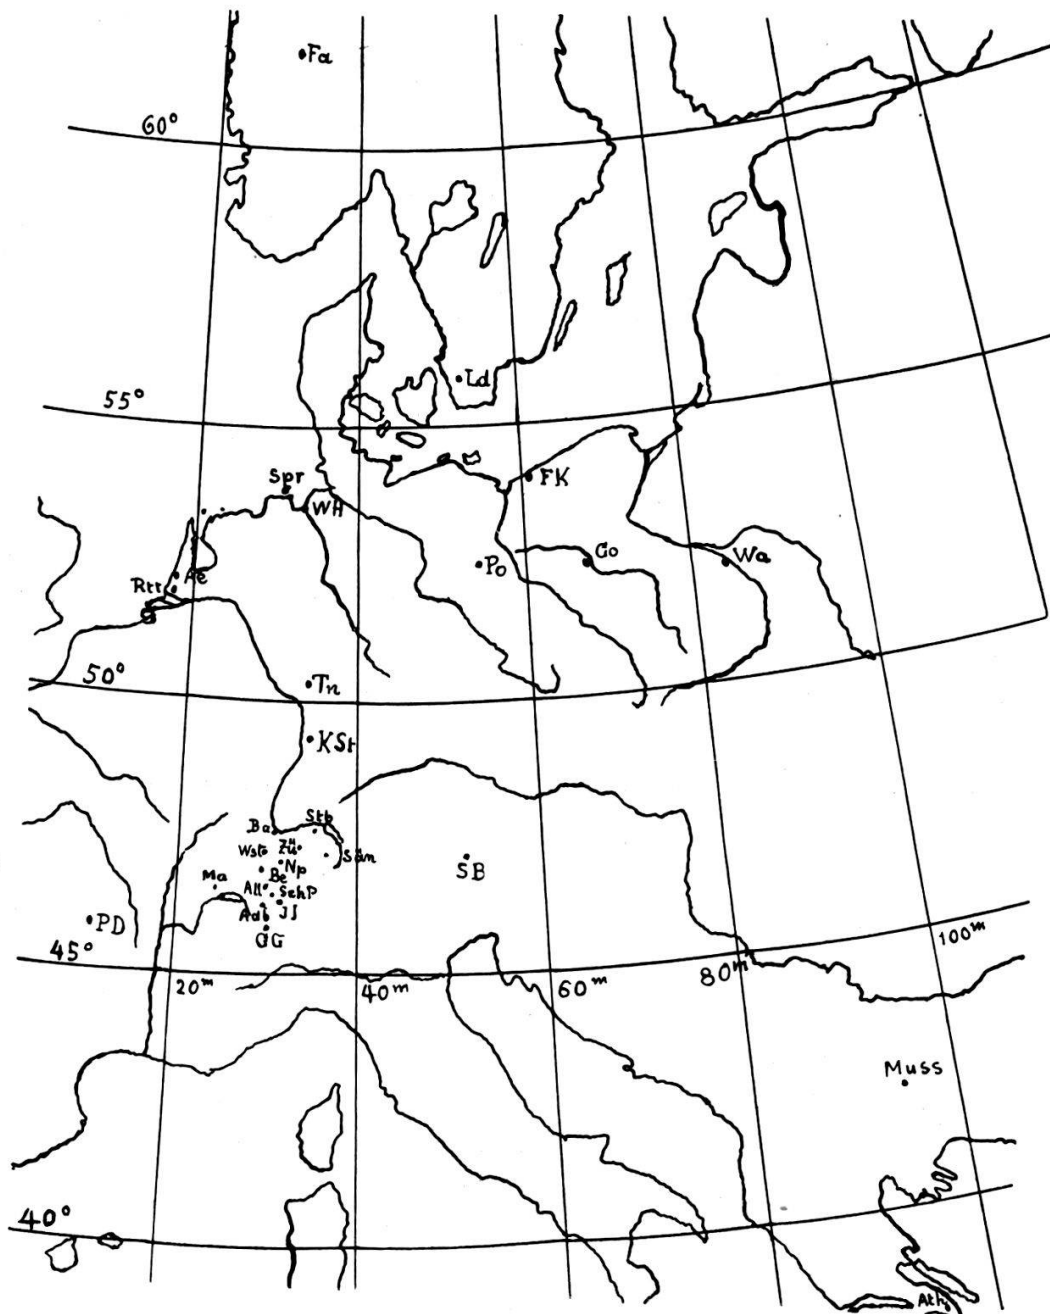 Fa
60°
Ld
55°
Spr
FK
WH
Po
Go
Wa
Ae
Rtt
50°
Tn
KSt
Stb
Ba
Wst
Zü
Sän
Np
SB
Ma
Be
All
SchP
Adb
JJ
PD
GG
45°
100ᵐ
20ᵐ
40ᵐ
60ᵐ
80ᵐ
Muss
40°
Ath